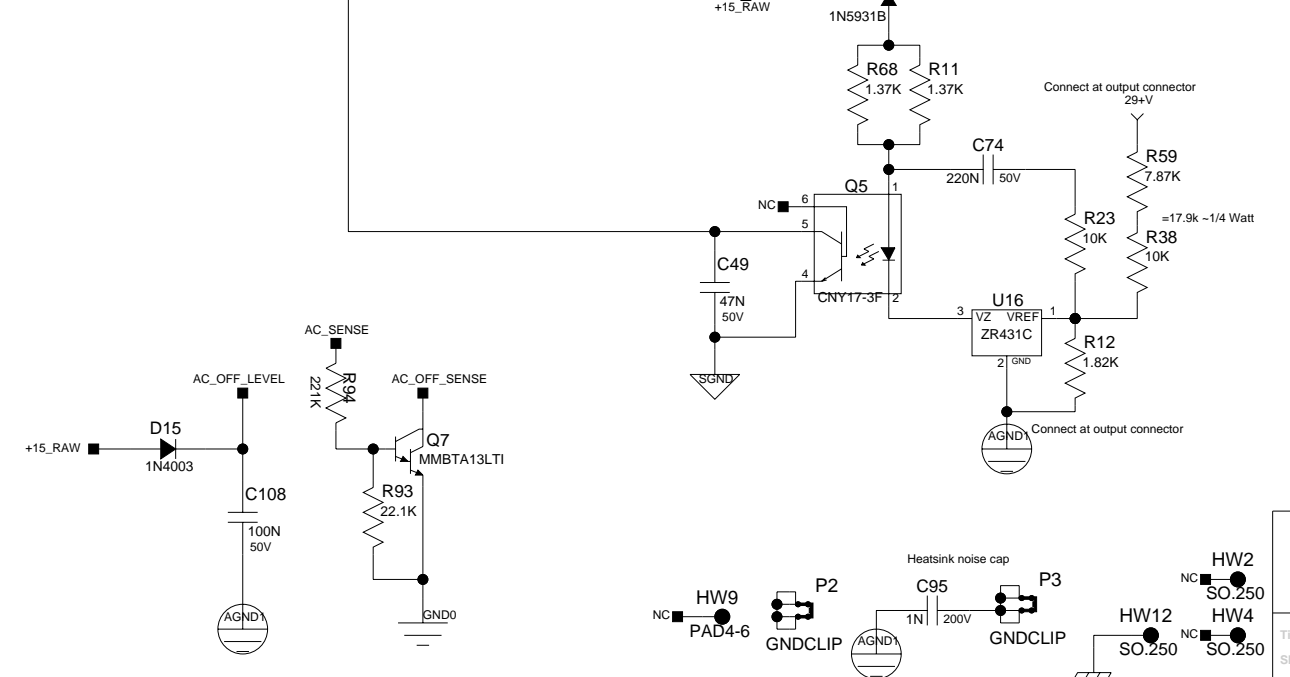 +15_RAW
1N5931B
R68
1.37K
R11
1.37K
Connect at output connector
29+V
C74
220N
50V
R59
7.87K
=17.9k ~1/4 Watt
R23
10K
R38
10K
Q5
1
NC
6
5
4
CNY17-3F
2
C49
47N
50V
SGND
U16
3
VZ
VREF
1
ZR431C
2
GND
R12
1.82K
AGND1
Connect at output connector
AC_SENSE
R94
221K
AC_OFF_LEVEL
AC_OFF_SENSE
+15_RAW
D15
1N4003
Q7
MMBTA13LTI
C108
100N
50V
R93
22.1K
AGND1
GND0
NC
HW9
PAD4-6
P2
GNDCLIP
Heatsink noise cap
C95
1N
200V
P3
GNDCLIP
AGND1
HW2
NC
SO.250
HW12
SO.250
HW4
NC
SO.250